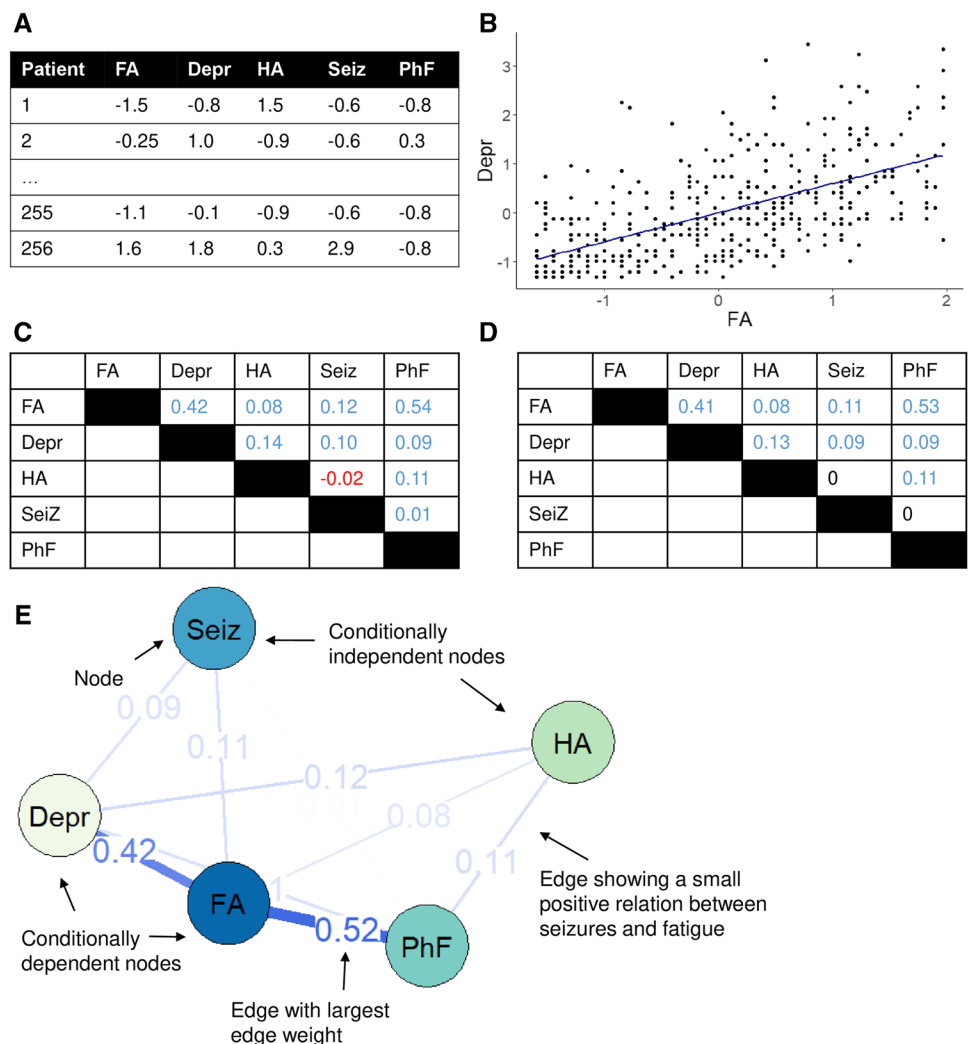 A
Patient FA Depr HA Seiz PhF
1 -1.5 -0.8 1.5 -0.6 -0.8
2 -0.25 1.0 -0.9 -0.6 0.3
...
255 -1.1 -0.1 -0.9 -0.6 -0.8
256 1.6 1.8 0.3 2.9 -0.8
B
Depr
3
2
1
0
-1
-1 0 1 2
FA
C
FA Depr HA Seiz PhF
FA 0.42 0.08 0.12 0.54
Depr 0.14 0.10 0.09
HA -0.02 0.11
SeiZ 0.01
PhF
D
FA Depr HA Seiz PhF
FA 0.41 0.08 0.11 0.53
Depr 0.13 0.09 0.09
HA 0 0.11
SeiZ 0
PhF
E
Seiz
Conditionally
independent nodes
Node
0.09
0.11
HA
0.12
0.08
Depr
0.42
0.11
FA
0.52
PhF
Edge showing a small
positive relation between
seizures and fatigue
Conditionally
dependent nodes
Edge with largest
edge weight